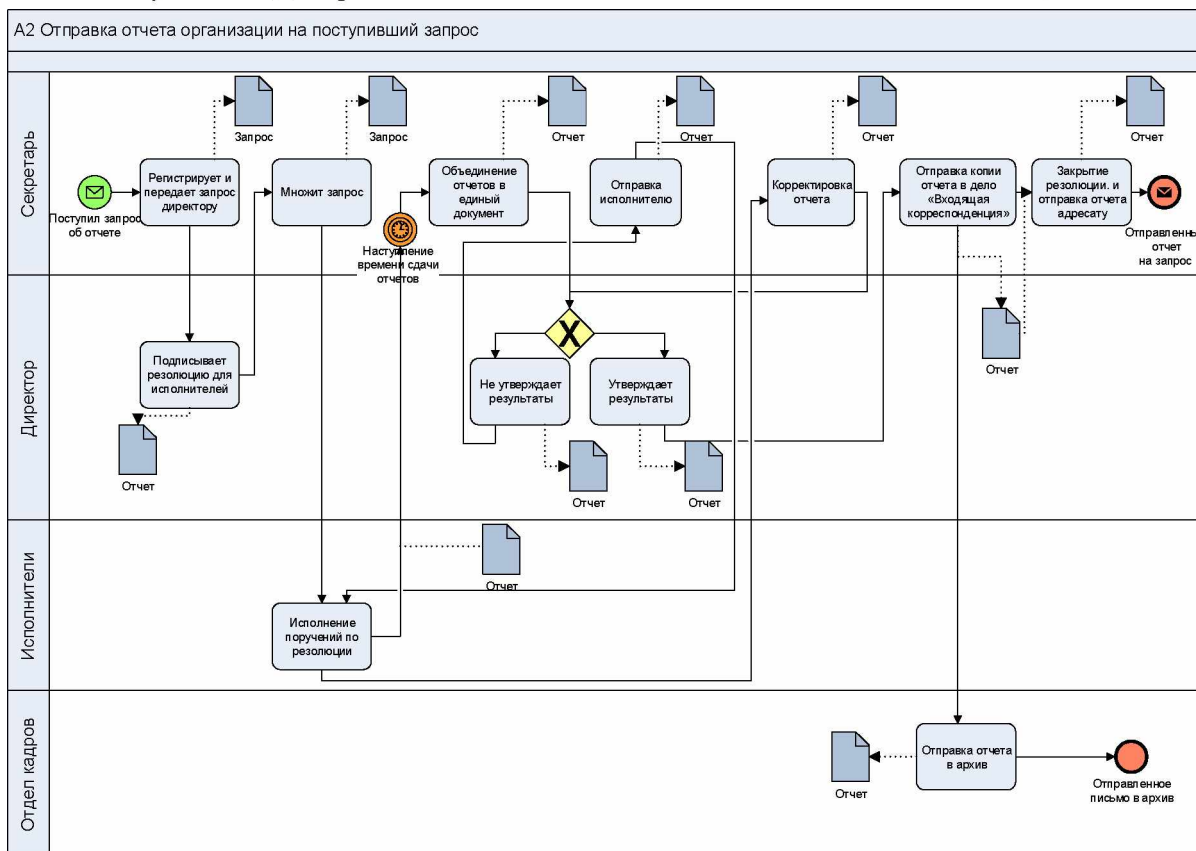 А2 Отправка отчета организации на поступивший запрос
Секретарь
Запрос
Запрос
Отчет
Отчет
Отчет
Отчет
Поступил запрос
об отчете
Регистрирует и
передает запрос
директору
Множит запрос
Наступление
времени сдачи
отчетов
Объединение
отчетов в
единый
документ
Отправка
исполнителю
Корректировка
отчета
Отправка копии
отчета в дело
«Входящая
корреспонденция»
Закрытие
резолюции. и
отправка отчета
адресату
Отправленны
отчет
на запрос
Директор
Подписывает
резолюцию для
исполнителей
Отчет
X
Не утверждает
результаты
Утверждает
результаты
Отчет
Отчет
Отчет
Исполнители
Отчет
Исполнение
поручений по
резолюции
Отдел кадров
Отчет
Отправка отчета
в архив
Отправленное
письмо в архив